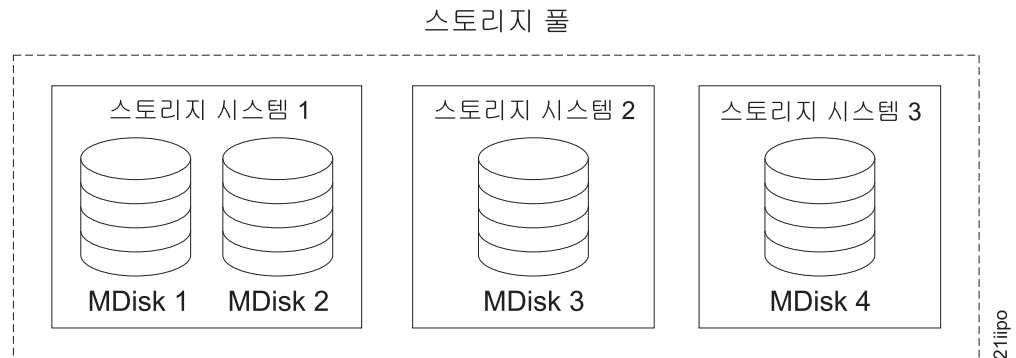 스토리지 풀
스토리지 시스템 1
스토리지 시스템 2
스토리지 시스템 3
MDisk 1 MDisk 2
MDisk 3
MDisk 4
21iipo